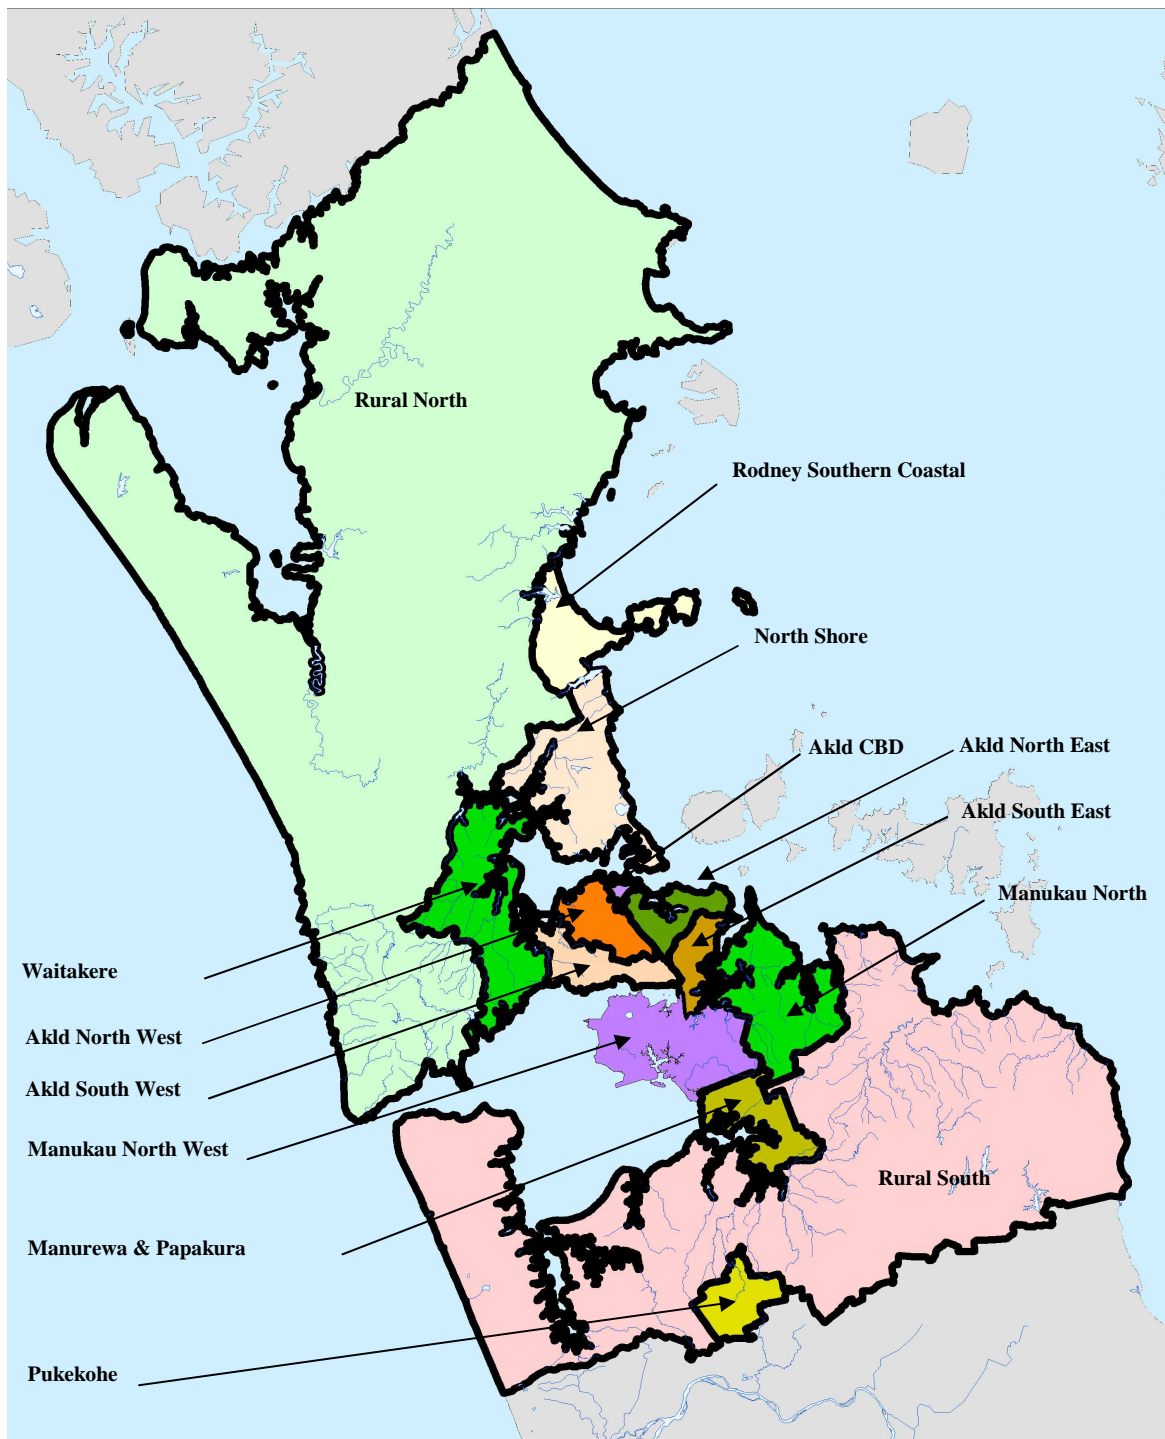 Rural North
Rodney Southern Coastal
North Shore
Akld CBD
Akld North East
Akld South East
Manukau North
Waitakere
Akld North West
Akld South West
Manukau North West
Rural South
Manurewa & Papakura
Pukekohe